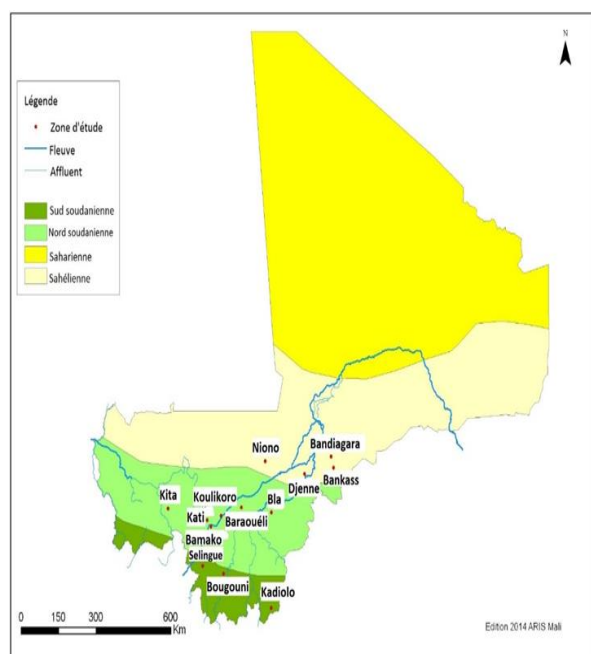 N
Légende
Zone d'étude
Fleuve
Affluent
Sud soudanienne
Nord soudanienne
Saharienne
Sahélienne
Niono
Bandiagara
Bankass
Djenne
Kita
Koulikoro
Bla
Kati
Baraouéli
Bamako
Selingue
Bougouni
Kadiolo
0 150 300 600
Km
Edition 2014 ARIS Mali